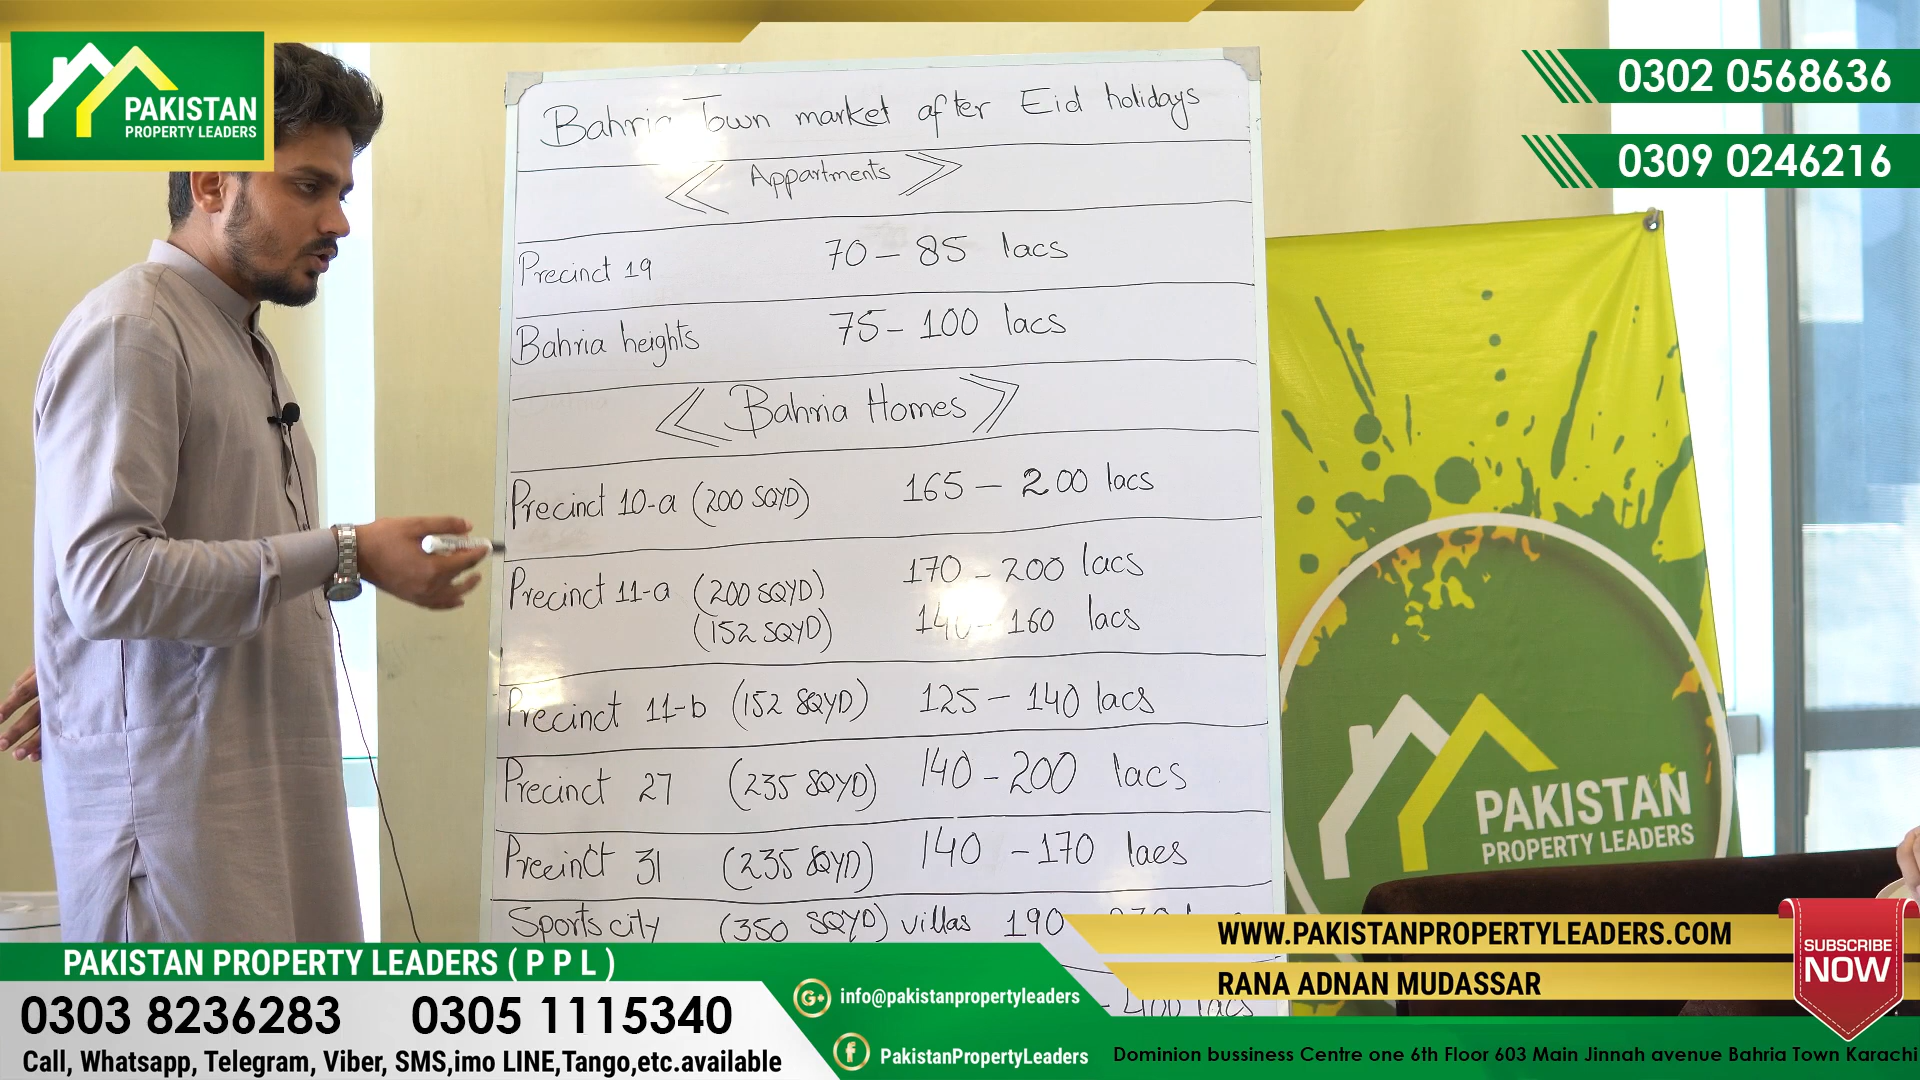 PAKISTAN
PROPERTY LEADERS
0302 0568636
0309 0246216
Bahria Town market after Eid holidays
Appartments
Precinct 19 70 - 85 lacs
Bahria heights 75 - 100 lacs
Bahria Homes
Precinct 10-a (200 SQYD) 165 - 200 lacs
Precinct 11-a (200 SQYD) 170 - 200 lacs
(152 SQYD) 140 - 160 lacs
Precinct 11-b (152 SQYD) 125 - 140 lacs
Precinct 27 (235 SQYD) 140 - 200 lacs
Precinct 31 (235 SQYD) 140 - 170 lacs
Sports city (350 SQYD) villas 190
- 400 lacs
PAKISTAN
PROPERTY LEADERS
WWW.PAKISTANPROPERTYLEADERS.COM
RANA ADNAN MUDASSAR
SUBSCRIBE
NOW
PAKISTAN PROPERTY LEADERS ( P P L )
0303 8236283 0305 1115340
Call, Whatsapp, Telegram, Viber, SMS,imo LINE,Tango,etc.available
G+ info@pakistanpropertyleaders
f PakistanPropertyLeaders
Dominion bussiness Centre one 6th Floor 603 Main Jinnah avenue Bahria Town Karachi